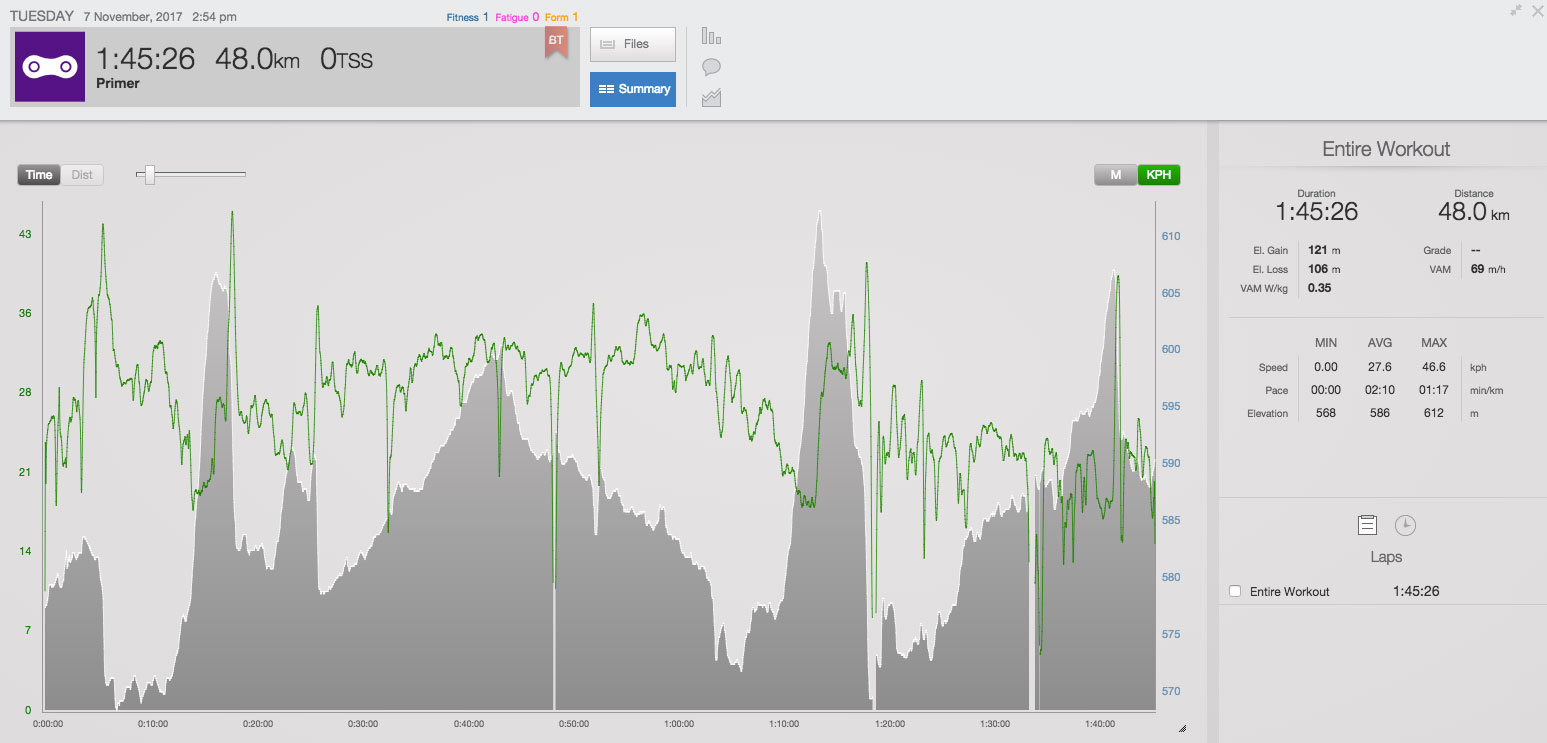 TUESDAY 7 November, 2017 2:54 pm
Fitness 1 Fatigue 0 Form 1
1:45:26 48.0km 0TSS
BT
Primer
Files
Summary
Time Dist
M KPH
43
36
28
21
14
7
0
610
605
600
595
590
585
580
575
570
0:00:00 0:10:00 0:20:00 0:30:00 0:40:00 0:50:00 1:00:00 1:10:00 1:20:00 1:30:00 1:40:00
Entire Workout
Duration Distance
1:45:26 48.0 km
El. Gain 121 m Grade --
El. Loss 106 m VAM 69 m/h
VAM W/kg 0.35
MIN AVG MAX
Speed 0.00 27.6 46.6 kph
Pace 00:00 02:10 01:17 min/km
Elevation 568 586 612 m
Laps
Entire Workout 1:45:26